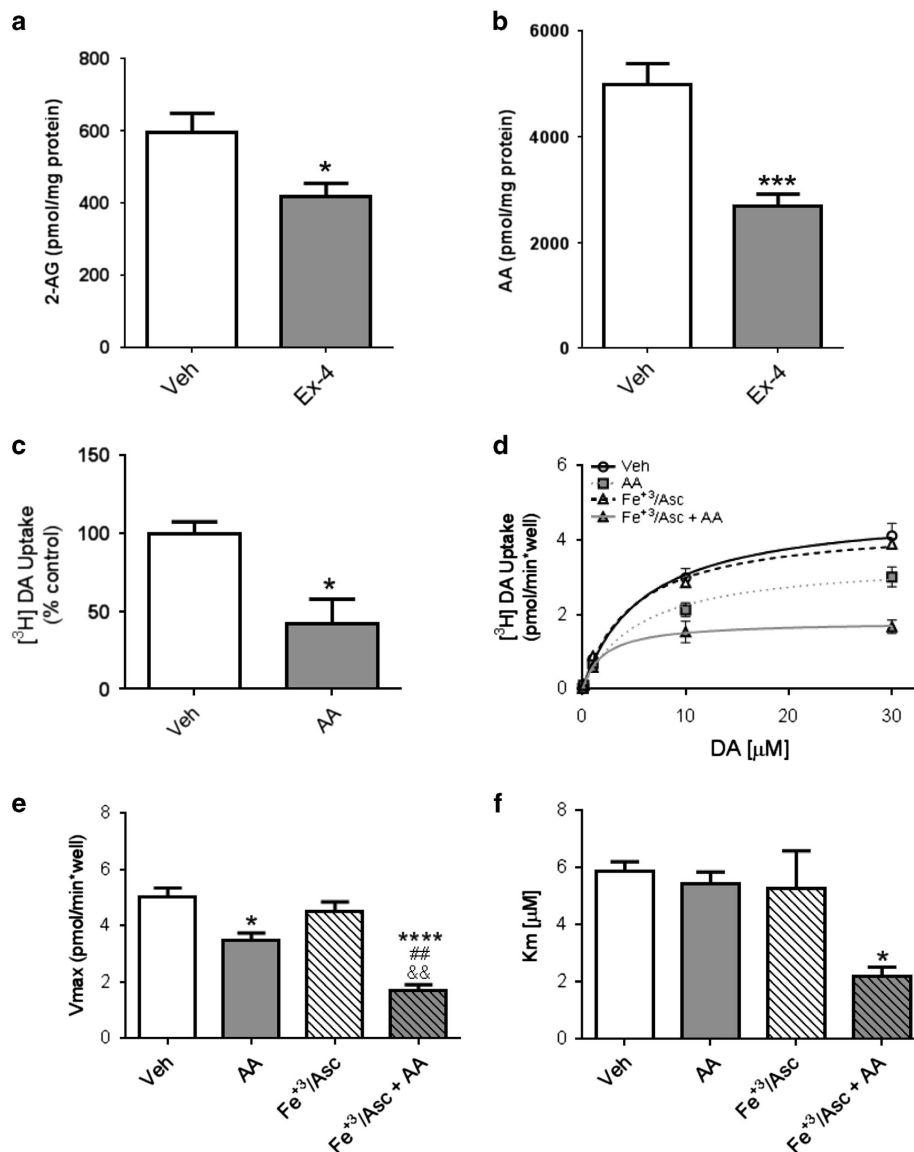 a
2-AG (pmol/mg protein)
800
600
400
200
0
*
Veh
Ex-4
b
AA (pmol/mg protein)
6000
4000
2000
0
***
Veh
Ex-4
c
[³H] DA Uptake
(% control)
150
100
50
0
*
Veh
AA
d
[³H] DA Uptake
(pmol/min*well)
6
4
2
0
Veh
AA
Fe⁺³/Asc
Fe⁺³/Asc + AA
0
10
20
30
DA [µM]
e
Vmax (pmol/min*well)
8
6
4
2
0
*
****
##
&&
Veh
AA
Fe⁺³/Asc
Fe⁺³/Asc + AA
f
Km [µM]
8
6
4
2
0
*
Veh
AA
Fe⁺³/Asc
Fe⁺³/Asc + AA